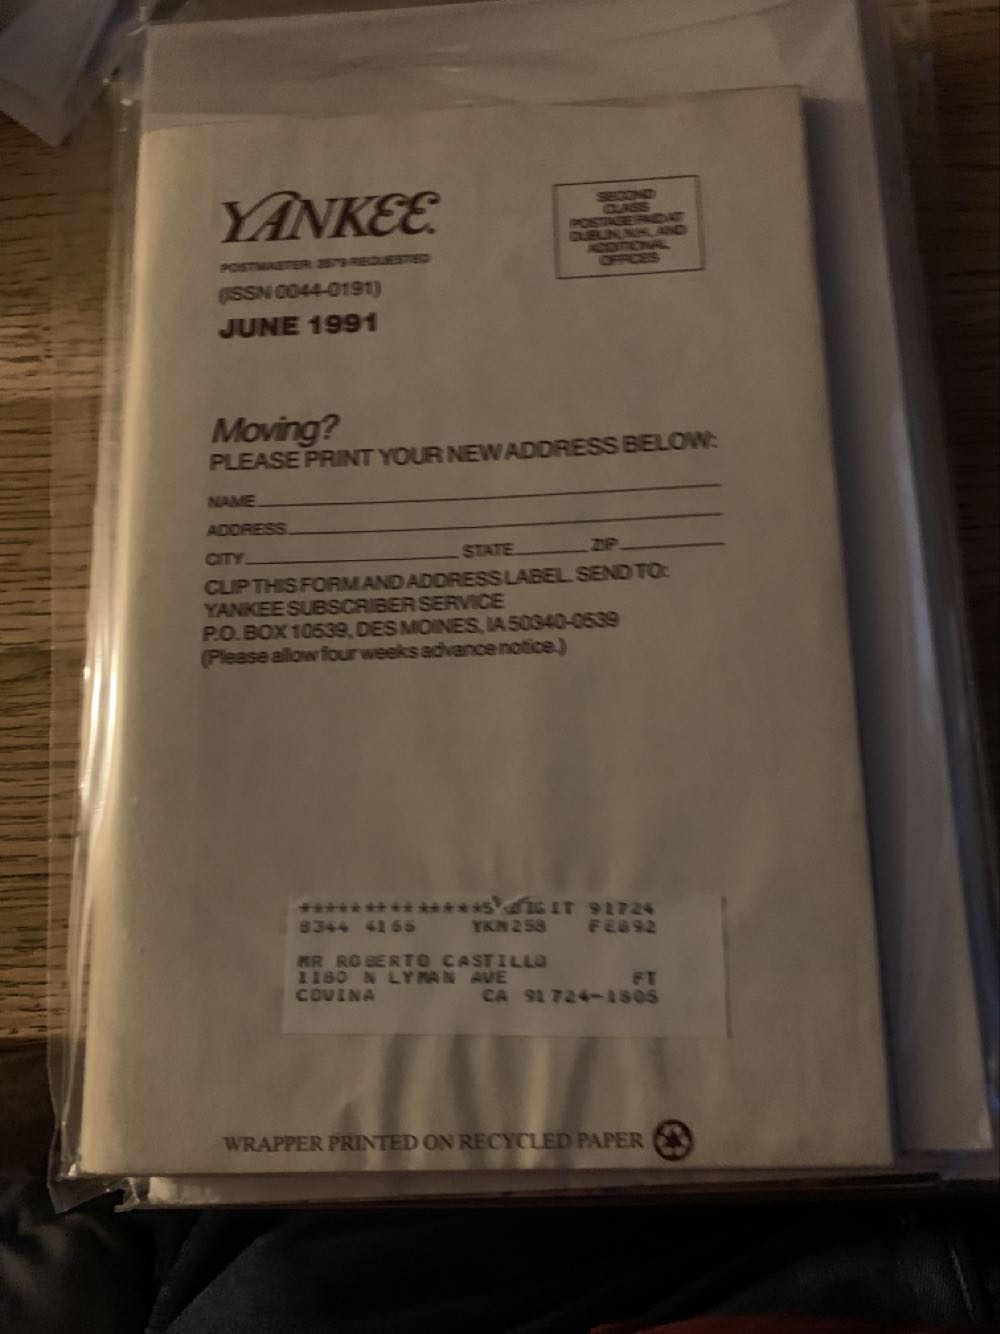 YANKEE.
POSTMASTER: 3579 REQUESTED
(ISSN 0044-0191)
JUNE 1991
SECOND
CLASS
POSTAGE PAID AT
DUBLIN, N.H., AND
ADDITIONAL
OFFICES
Moving?
PLEASE PRINT YOUR NEW ADDRESS BELOW:
NAME
ADDRESS
CITY STATE ZIP
CLIP THIS FORM AND ADDRESS LABEL. SEND TO:
YANKEE SUBSCRIBER SERVICE
P.O. BOX 10539, DES MOINES, IA 50340-0539
(Please allow four weeks advance notice.)
******************5 DIGIT 91724
8344 4166 YKM258 FEB92
MR ROBERTO CASTILLO
1180 N LYMAN AVE FT
COVINA CA 91724-1805
WRAPPER PRINTED ON RECYCLED PAPER